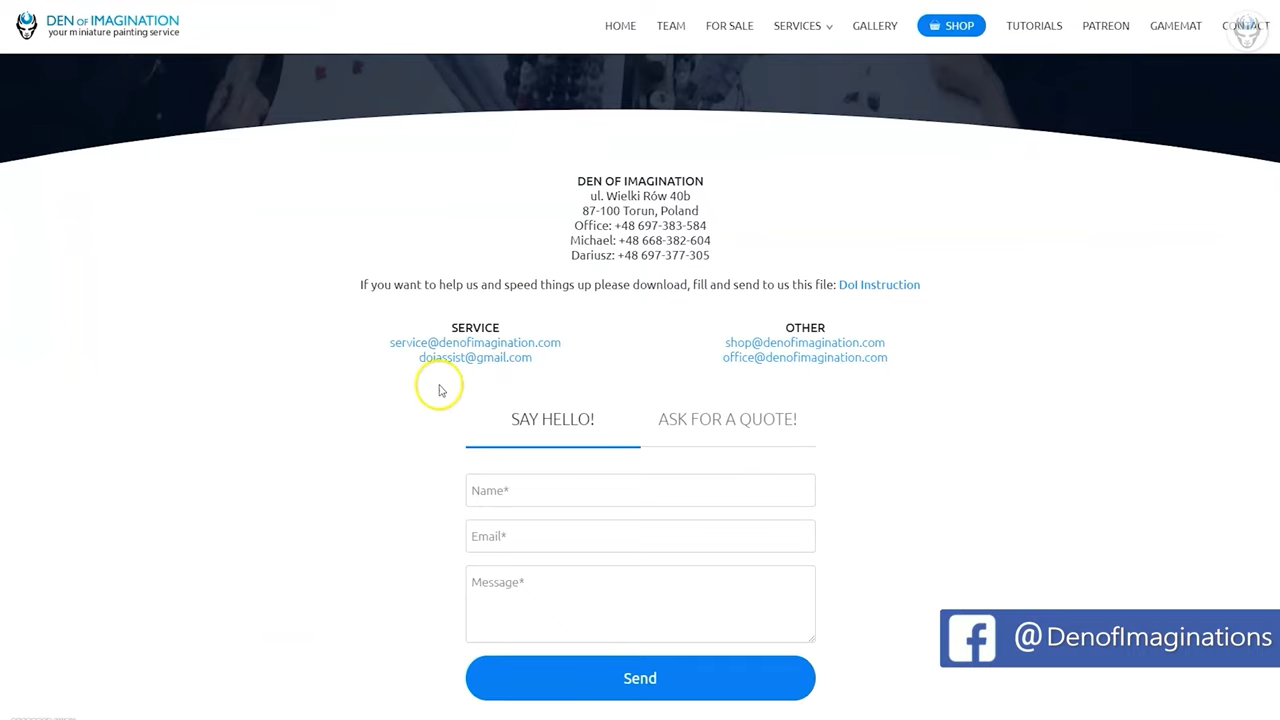 DEN OF IMAGINATION
your miniature painting service
HOME TEAM FOR SALE SERVICES GALLERY SHOP TUTORIALS PATREON GAMEMAT CONTACT
DEN OF IMAGINATION
ul. Wielki Rów 40b
87-100 Torun, Poland
Office: +48 697-383-584
Michael: +48 668-382-604
Dariusz: +48 697-377-305
If you want to help us and speed things up please download, fill and send to us this file: DoI Instruction
SERVICE
service@denofimagination.com
doiassist@gmail.com
OTHER
shop@denofimagination.com
office@denofimagination.com
SAY HELLO! ASK FOR A QUOTE!
Name*
Email*
Message*
Send
@DenofImaginations